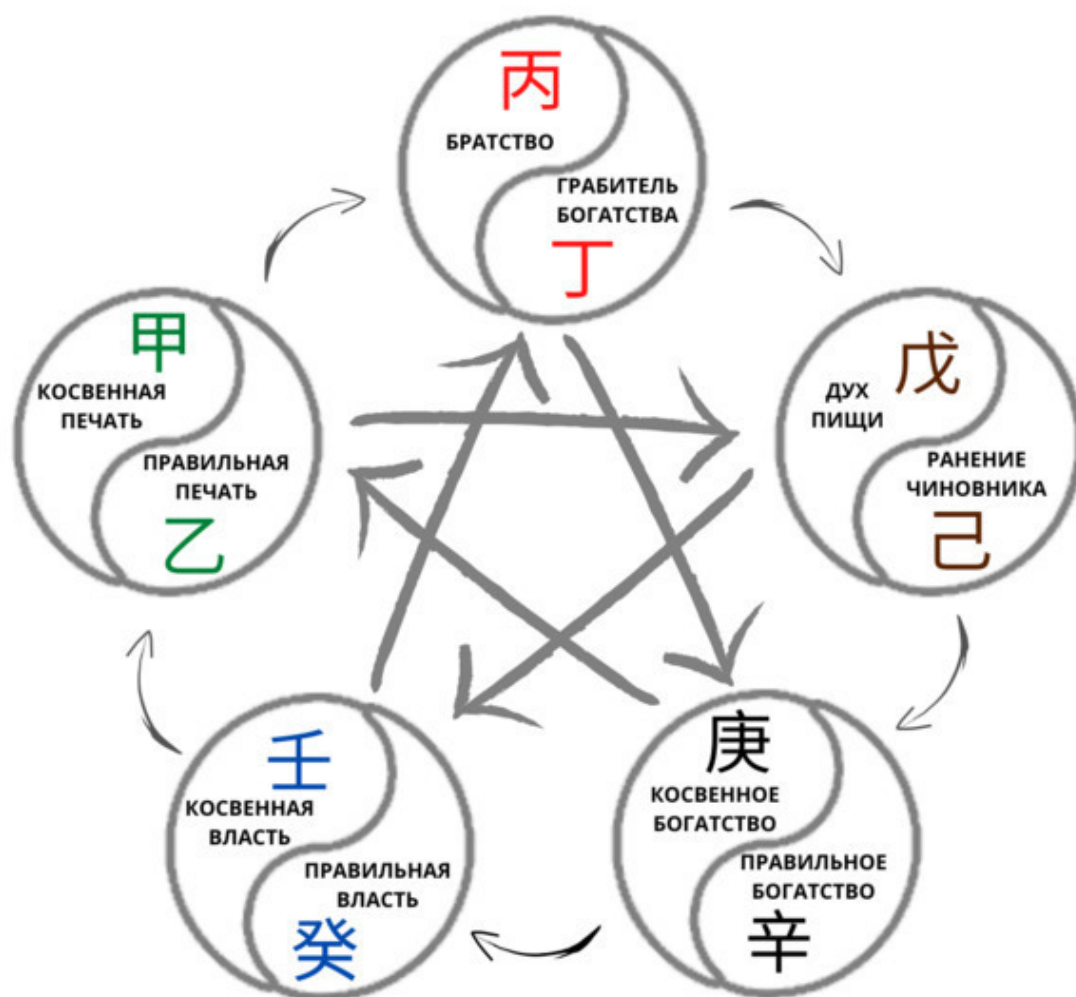 丙
БРАТСТВО
ГРАБИТЕЛЬ
БОГАТСТВА
丁
甲
КОСВЕННАЯ
ПЕЧАТЬ
ПРАВИЛЬНАЯ
ПЕЧАТЬ
乙
戊
ДУХ
ПИЩИ
РАНЕНИЕ
ЧИНОВНИКА
己
壬
КОСВЕННАЯ
ВЛАСТЬ
ПРАВИЛЬНАЯ
ВЛАСТЬ
癸
庚
КОСВЕННОЕ
БОГАТСТВО
ПРАВИЛЬНОЕ
БОГАТСТВО
辛